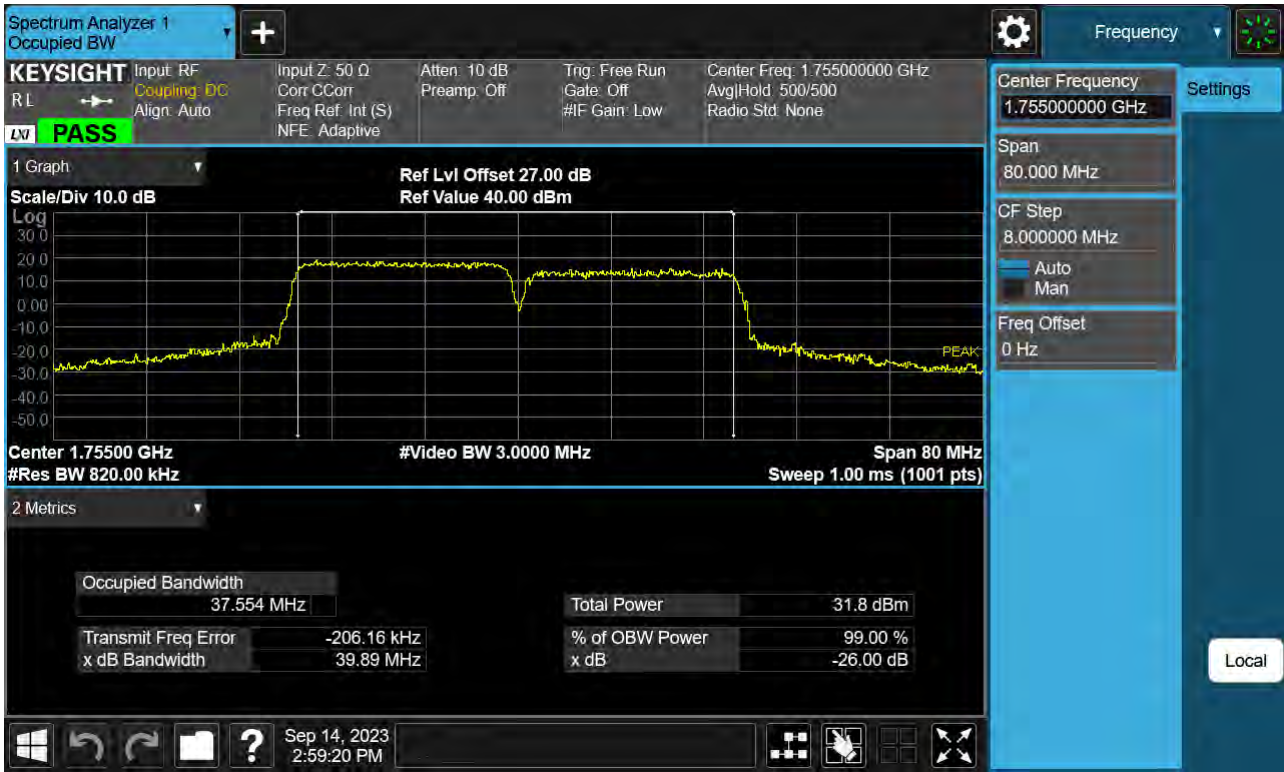 Spectrum Analyzer 1
Occupied BW
+
Frequency
KEYSIGHT
RL
LXI PASS
Input: RF
Coupling: DC
Align: Auto
Input Z: 50 Ω
Corr CCorr
Freq Ref: Int (S)
NFE: Adaptive
Atten: 10 dB
Preamp: Off
Trig: Free Run
Gate: Off
#IF Gain: Low
Center Freq: 1.755000000 GHz
Avg|Hold: 500/500
Radio Std: None
Center Frequency
1.755000000 GHz
Settings
Span
80.000 MHz
CF Step
8.000000 MHz
Auto
Man
Freq Offset
0 Hz
Local
1 Graph
Scale/Div 10.0 dB
Ref Lvl Offset 27.00 dB
Ref Value 40.00 dBm
Log
30.0
20.0
10.0
0.00
-10.0
-20.0
-30.0
-40.0
-50.0
PEAK
Center 1.75500 GHz
#Video BW 3.0000 MHz
Span 80 MHz
#Res BW 820.00 kHz
Sweep 1.00 ms (1001 pts)
2 Metrics
Occupied Bandwidth
37.554 MHz
Total Power 31.8 dBm
Transmit Freq Error -206.16 kHz
% of OBW Power 99.00 %
x dB Bandwidth 39.89 MHz
x dB -26.00 dB
?
Sep 14, 2023
2:59:20 PM